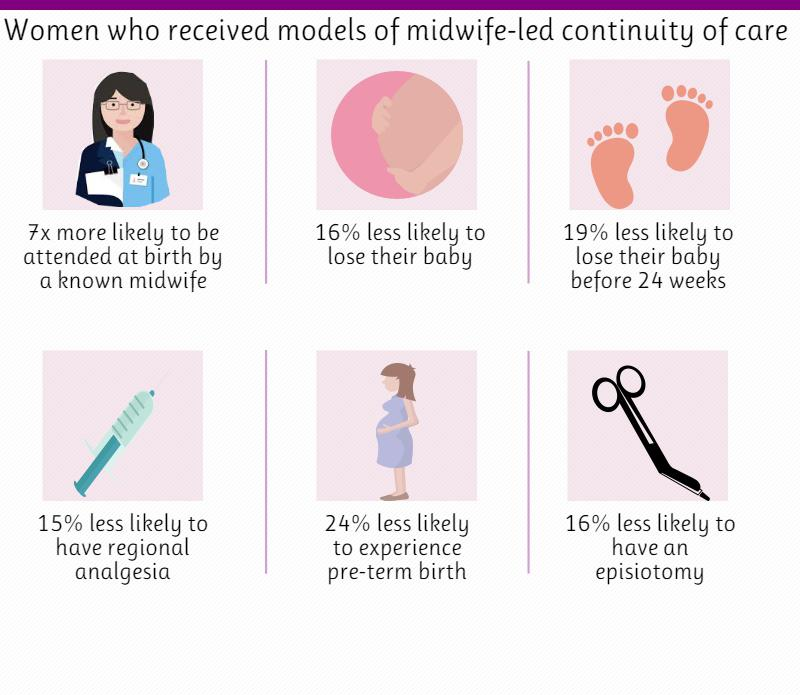 Women who received models of midwife-led continuity of care
7x more likely to be
attended at birth by
a known midwife
16% less likely to
lose their baby
19% less likely to
lose their baby
before 24 weeks
15% less likely to
have regional
analgesia
24% less likely
to experience
pre-term birth
16% less likely to
have an
episiotomy